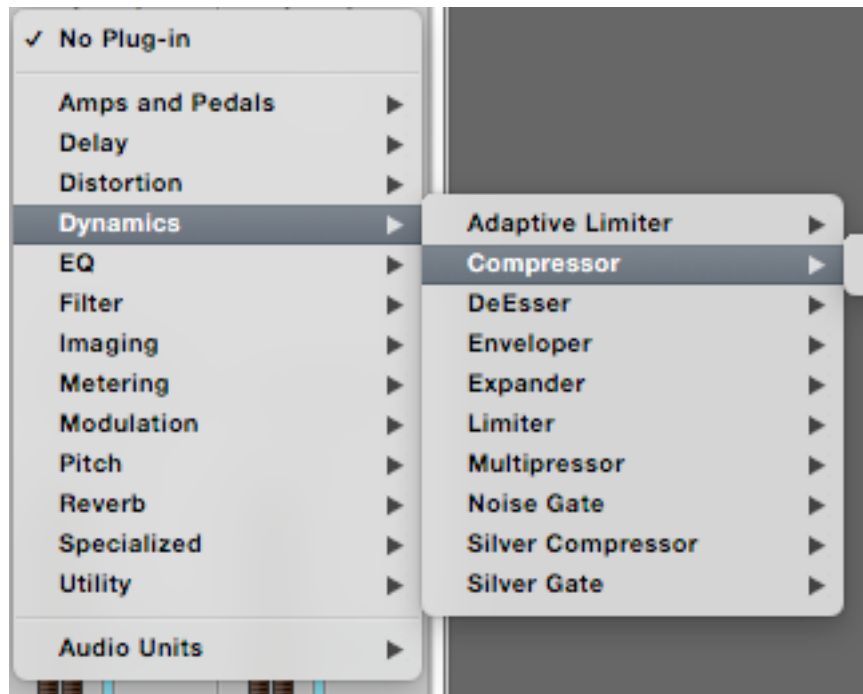 ✓ No Plug-in
Amps and Pedals
Delay
Distortion
Dynamics
EQ
Filter
Imaging
Metering
Modulation
Pitch
Reverb
Specialized
Utility
Audio Units
Adaptive Limiter
Compressor
DeEsser
Enveloper
Expander
Limiter
Multipressor
Noise Gate
Silver Compressor
Silver Gate